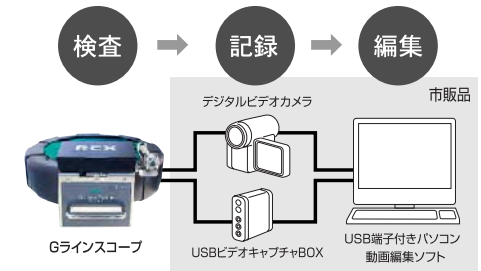 検査
記録
編集
市販品
デジタルビデオカメラ
REX
Gラインスコープ
USBビデオキャプチャBOX
USB端子付きパソコン
動画編集ソフト